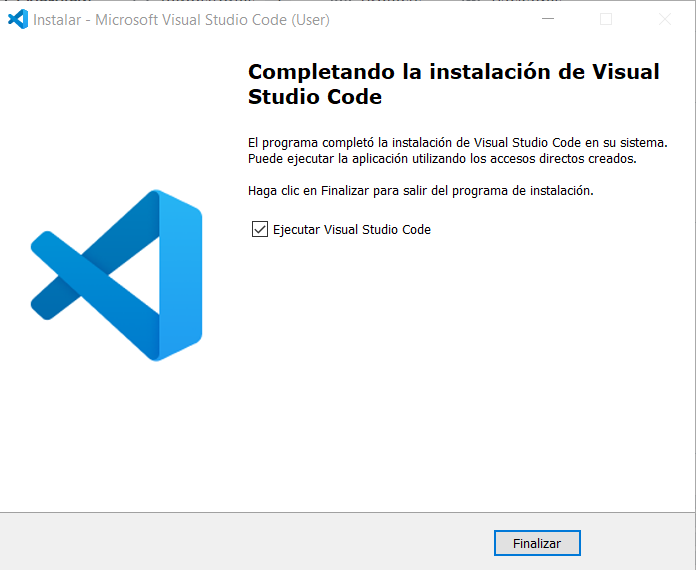 Instalar - Microsoft Visual Studio Code (User)
Completando la instalación de Visual
Studio Code
El programa completó la instalación de Visual Studio Code en su sistema.
Puede ejecutar la aplicación utilizando los accesos directos creados.
Haga clic en Finalizar para salir del programa de instalación.
Ejecutar Visual Studio Code
Finalizar